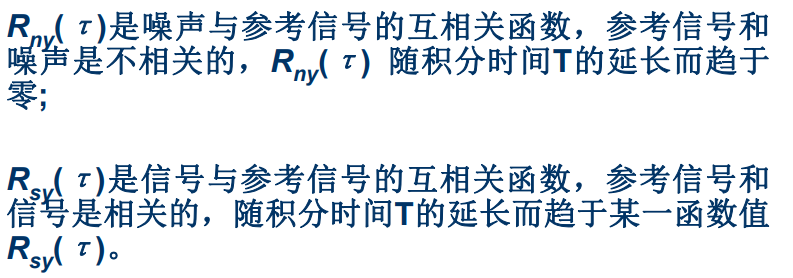 Rny(τ)是噪声与参考信号的互相关函数，参考信号和
噪声是不相关的，Rny(τ) 随积分时间T的延长而趋于
零;
Rsy(τ)是信号与参考信号的互相关函数，参考信号和
信号是相关的，随积分时间T的延长而趋于某一函数值
Rsy(τ)。